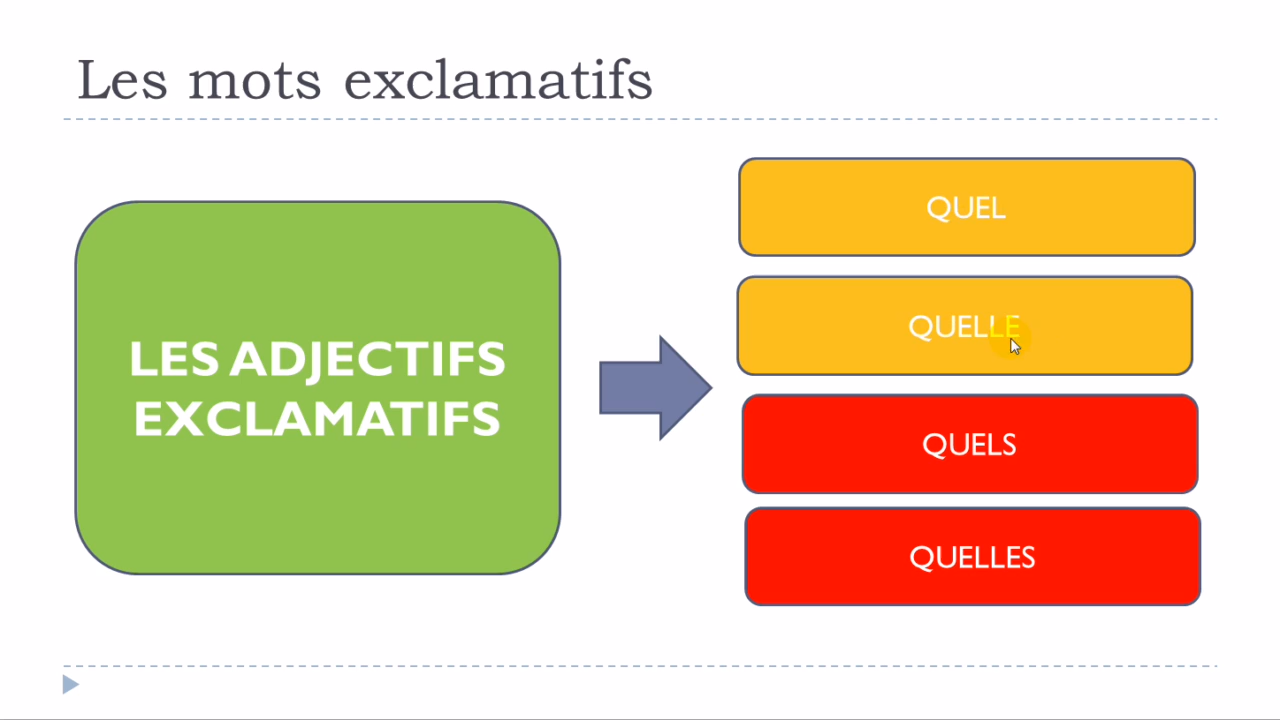 Les mots exclamatifs
LES ADJECTIFS
EXCLAMATIFS
QUEL
QUELLE
QUELS
QUELLES